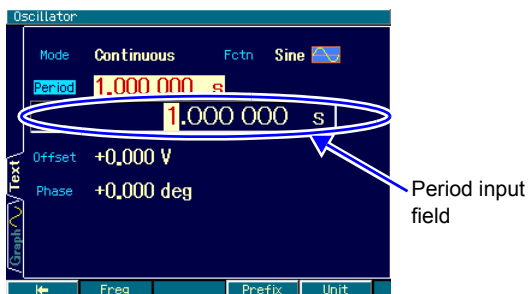 Oscillator
Mode Continuous Fctn Sine
Period 1.000 000 s
1.000 000 s
Offset +0.000 V
Phase +0.000 deg
Text
Graph
Period input
field
Freq Prefix Unit